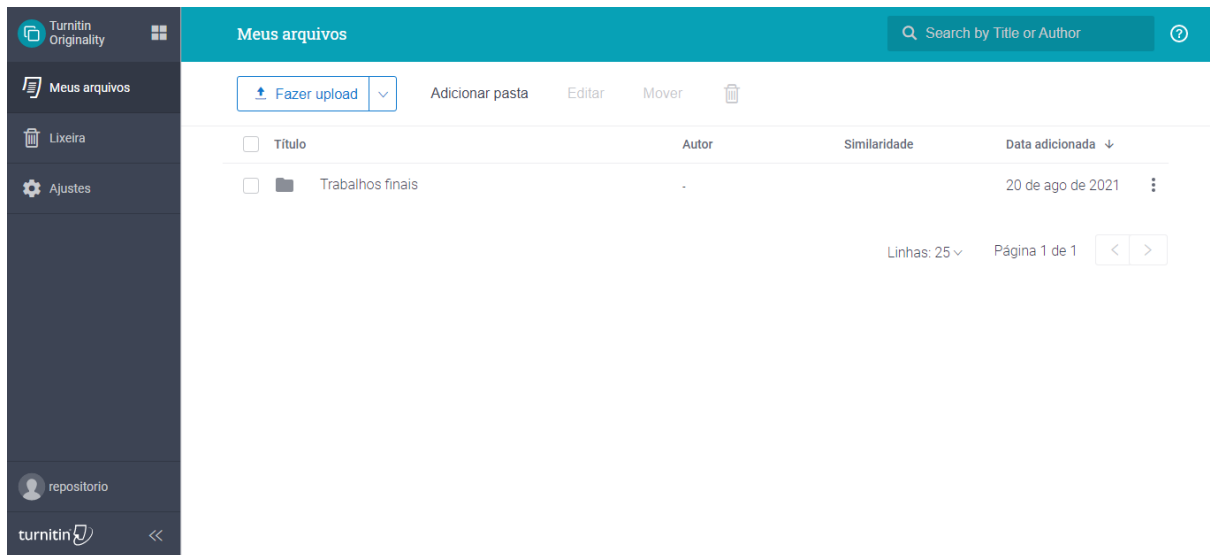 Turnitin
Originality
Meus arquivos
Lixeira
Ajustes
repositorio
turnitin
Meus arquivos
Search by Title or Author
Fazer upload
Adicionar pasta
Editar
Mover
Título
Autor
Similaridade
Data adicionada
Trabalhos finais
-
20 de ago de 2021
Linhas: 25
Página 1 de 1